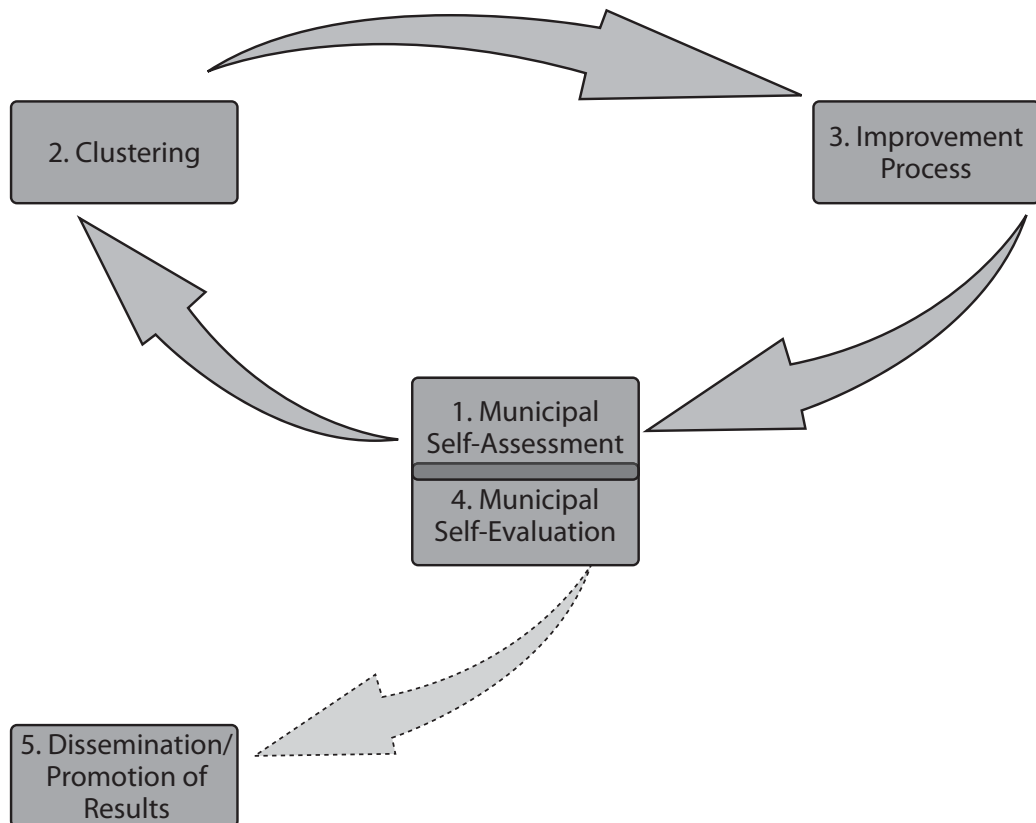 2. Clustering
3. Improvement
Process
1. Municipal
Self-Assessment
4. Municipal
Self-Evaluation
5. Dissemination/
Promotion of
Results